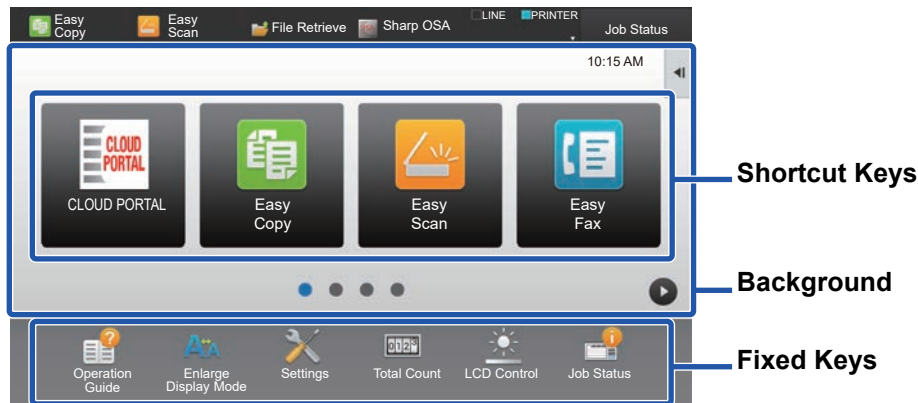 Easy
Copy
Easy
Scan
File Retrieve
Sharp OSA
LINE
PRINTER
Job Status
10:15 AM
CLOUD
PORTAL
CLOUD PORTAL
Easy
Copy
Easy
Scan
Easy
Fax
Shortcut Keys
Background
Operation
Guide
Enlarge
Display Mode
Settings
Total Count
LCD Control
Job Status
Fixed Keys